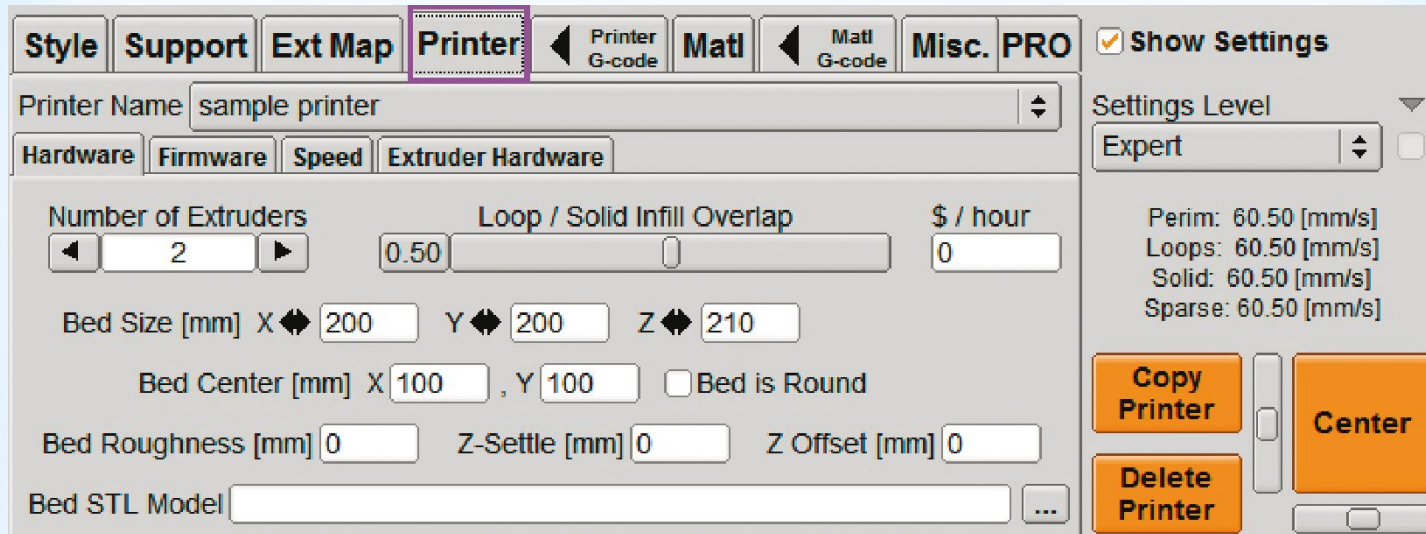 Style Support Ext Map Printer Printer G-code Matl Matl G-code Misc. PRO Show Settings
Printer Name sample printer
Settings Level
Expert
Hardware Firmware Speed Extruder Hardware
Number of Extruders Loop / Solid Infill Overlap $ / hour
2 0.50 0
Perim: 60.50 [mm/s]
Loops: 60.50 [mm/s]
Solid: 60.50 [mm/s]
Sparse: 60.50 [mm/s]
Bed Size [mm] X 200 Y 200 Z 210
Bed Center [mm] X 100 , Y 100 Bed is Round
Bed Roughness [mm] 0 Z-Settle [mm] 0 Z Offset [mm] 0
Bed STL Model ...
Copy
Printer
Center
Delete
Printer